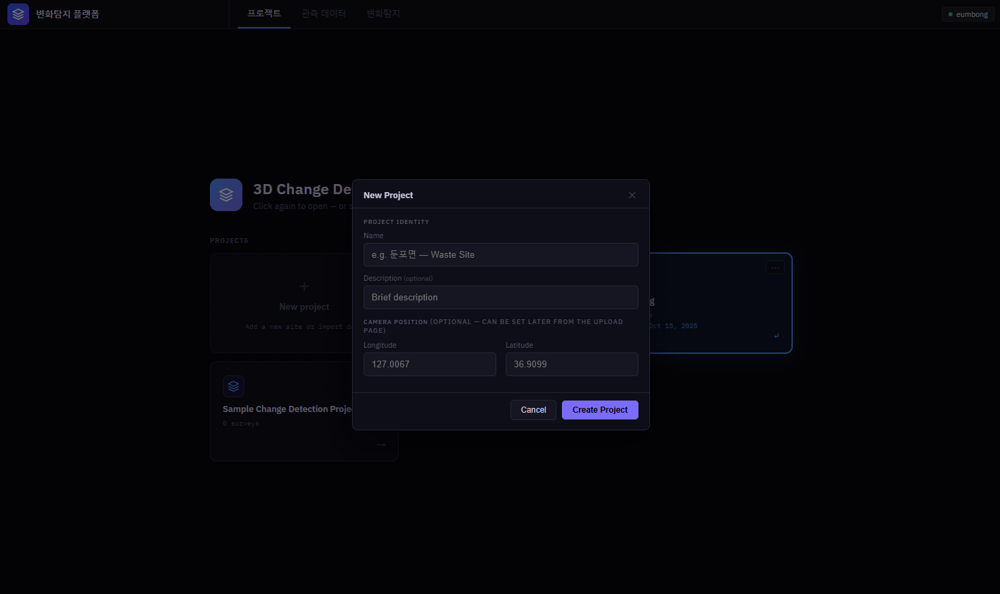 변화탐지 플랫폼
프로젝트
관측 데이터
변화탐지
eumbong
3D Change De
Click again to open — or s
PROJECTS
+
New project
Add a new site or import
Sample Change Detection Proje
0 surveys
→
New Project
×
PROJECT IDENTITY
Name
e.g. 둔포면 — Waste Site
Description (optional)
Brief description
CAMERA POSITION (OPTIONAL — CAN BE SET LATER FROM THE UPLOAD
PAGE)
Longitude
Latitude
127.0067
36.9099
Cancel
Create Project
...
g
s
Oct 15, 2025
↵